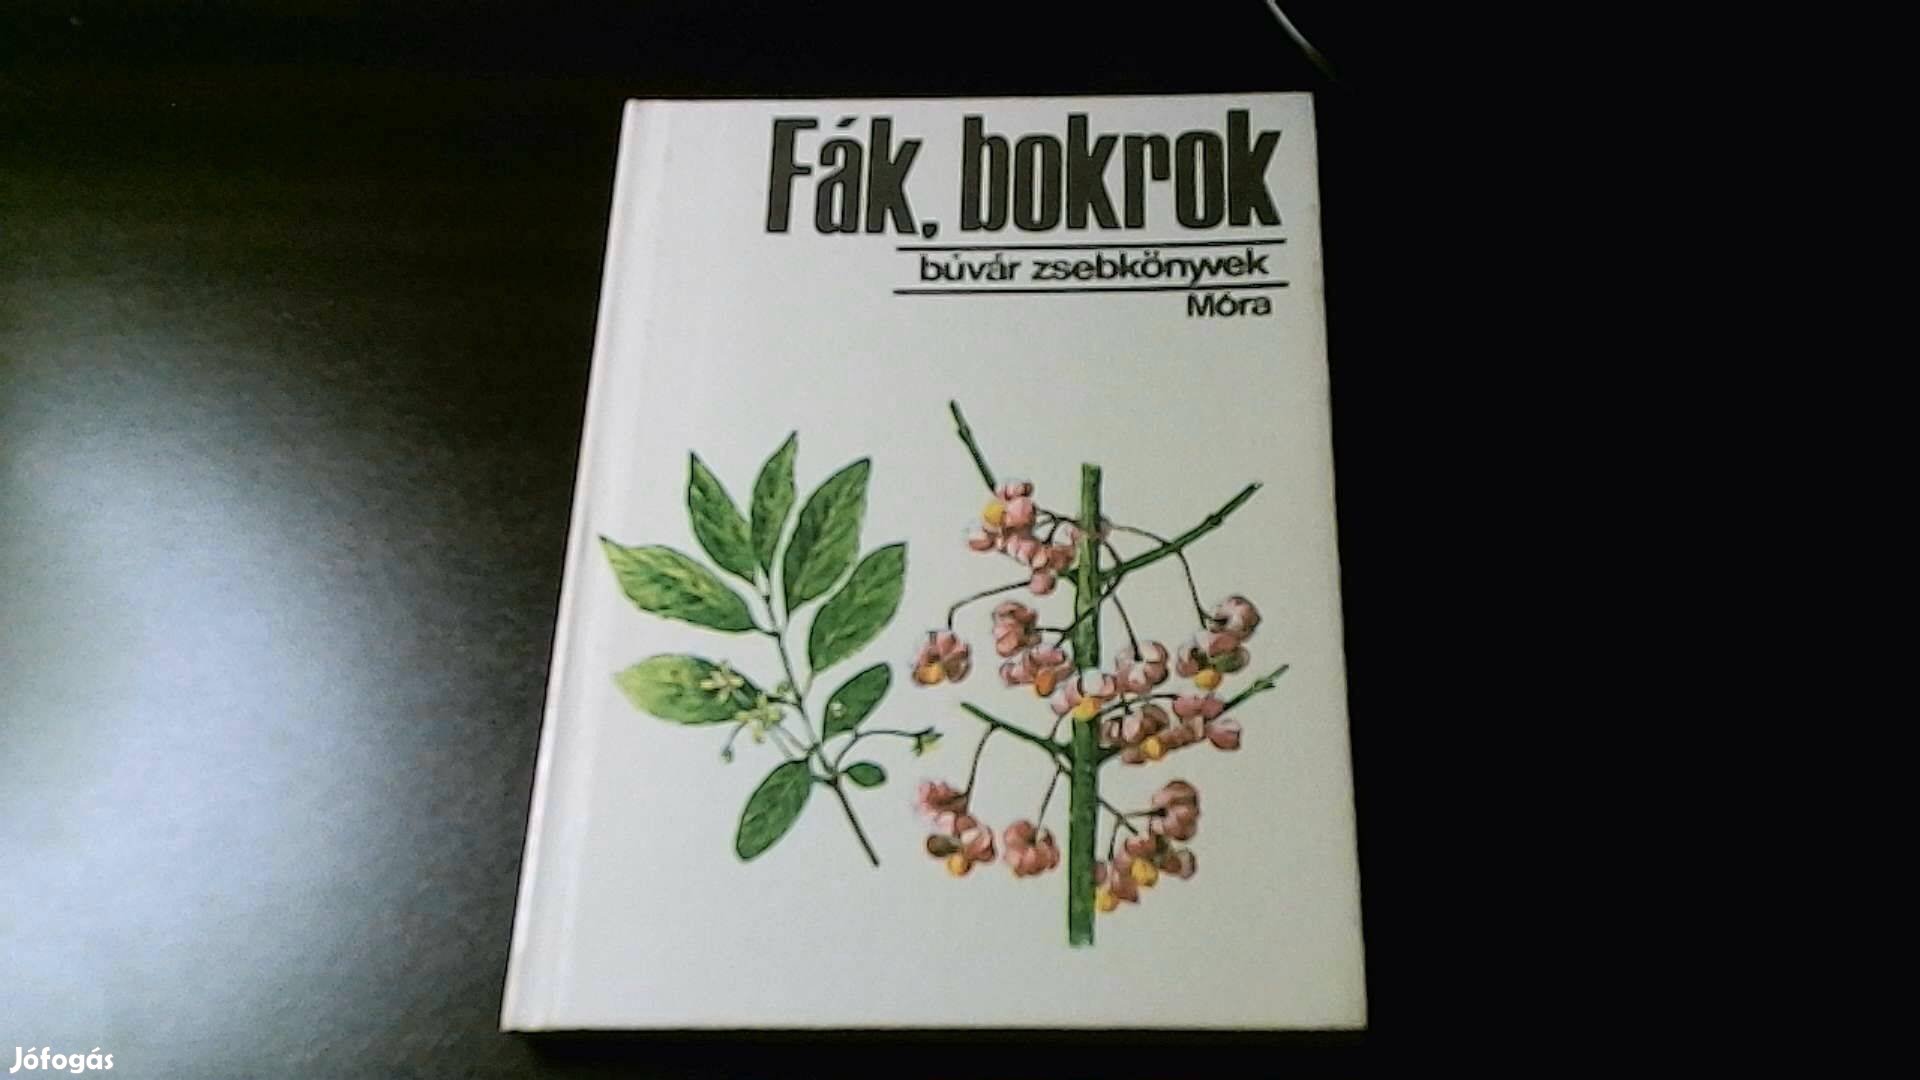 Fák, bokrok
búvár zsebkönyvek
Móra
Jófogás